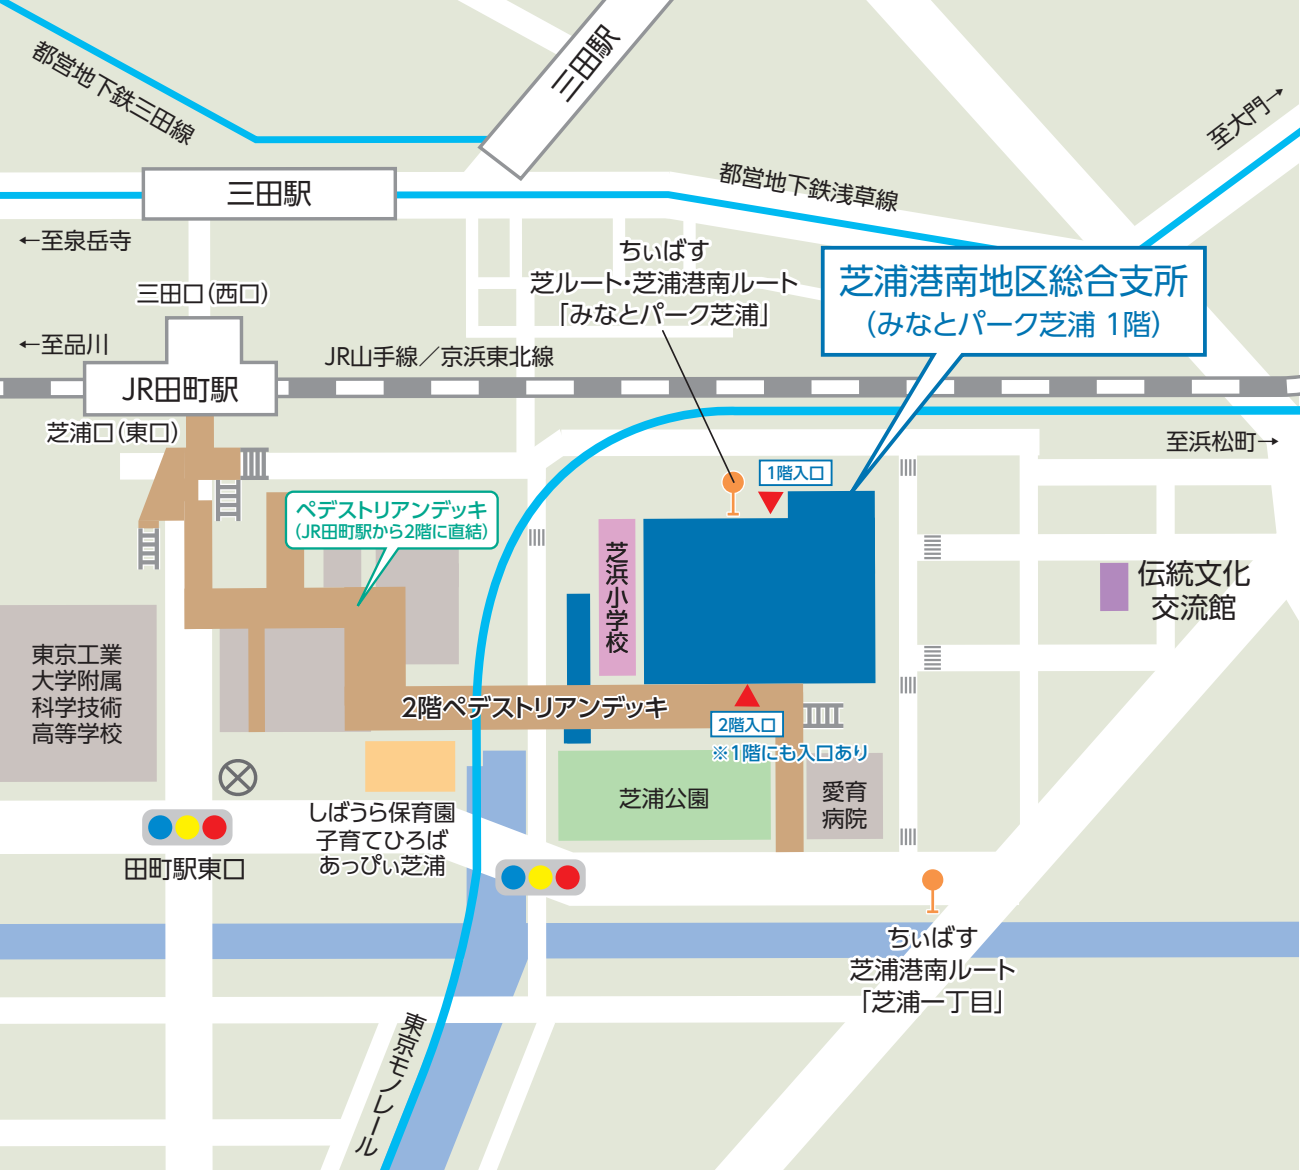 都営地下鉄三田線
三田駅
三田駅
都営地下鉄浅草線
至大門→
←至泉岳寺
三田口(西口)
←至品川
JR田町駅
芝浦口(東口)
JR山手線／京浜東北線
ちぃばす
芝ルート・芝浦港南ルート
「みなとパーク芝浦」
芝浦港南地区総合支所
(みなとパーク芝浦 1階)
至浜松町→
1階入口
ペデストリアンデッキ
(JR田町駅から2階に直結)
芝浜小学校
伝統文化
交流館
東京工業
大学附属
科学技術
高等学校
2階ペデストリアンデッキ
2階入口
※1階にも入口あり
芝浦公園
愛育
病院
しばうら保育園
子育てひろば
あっぴぃ芝浦
田町駅東口
ちぃばす
芝浦港南ルート
「芝浦一丁目」
東京モノレール